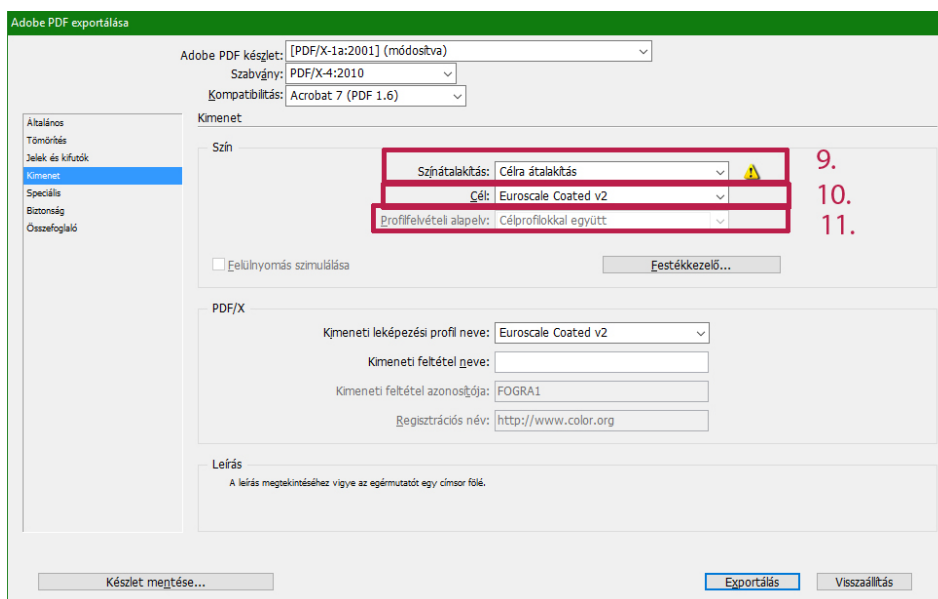 Adobe PDF exportálása
Adobe PDF készlet: [PDF/X-1a:2001] (módosítva)
Szabvány: PDF/X-4:2010
Kompatibilitás: Acrobat 7 (PDF 1.6)
Általános
Tömörítés
Jelek és kifutók
Kimenet
Speciális
Biztonság
Összefoglaló
Kimenet
Szín
Színátalakítás: Célra átalakítás 9.
Cél: Euroscale Coated v2 10.
Profilfelvételi alapelv: Célprofilokkal együtt 11.
Felülnyomás szimulálása Festékkezelő...
PDF/X
Kimeneti leképezési profil neve: Euroscale Coated v2
Kimeneti feltétel neve:
Kimeneti feltétel azonosítója: FOGRA1
Regisztrációs név: http://www.color.org
Leírás
A leírás megtekintéséhez vigye az egérmutatót egy címsor fölé.
Készlet mentése... Exportálás Visszaállítás